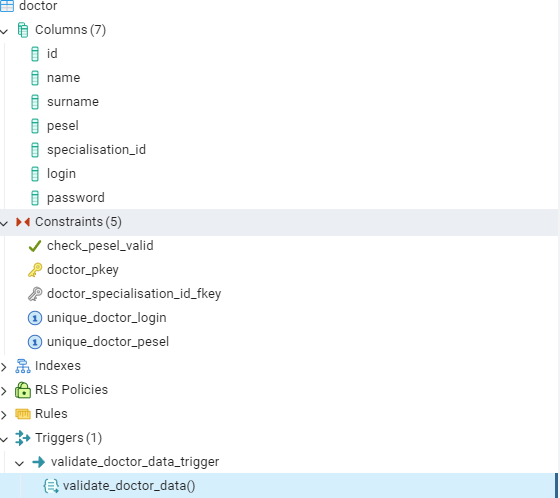 doctor
Columns (7)
id
name
surname
pesel
specialisation_id
login
password
Constraints (5)
check_pesel_valid
doctor_pkey
doctor_specialisation_id_fkey
unique_doctor_login
unique_doctor_pesel
Indexes
RLS Policies
Rules
Triggers (1)
validate_doctor_data_trigger
validate_doctor_data()